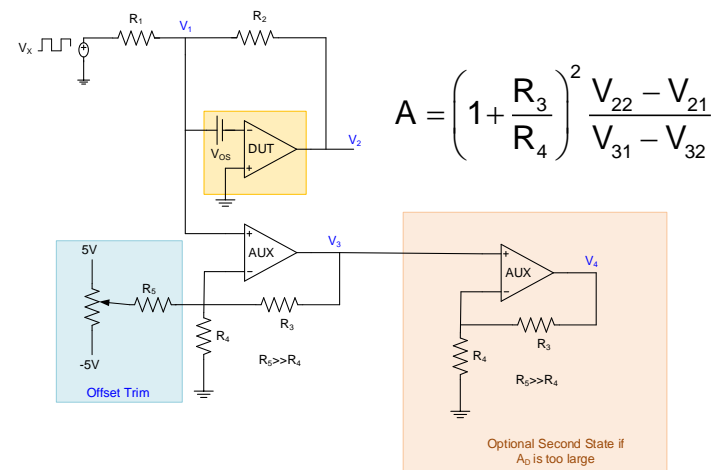 R1
V1
R2
VX
VOS
DUT
V2
A = (1 + R3/R4)^2 (V22 − V21)/(V31 − V32)
5V
R5
-5V
Offset Trim
AUX
V3
R3
R4
R5>>R4
AUX
V4
R3
R4
R5>>R4
Optional Second State if
AD is too large